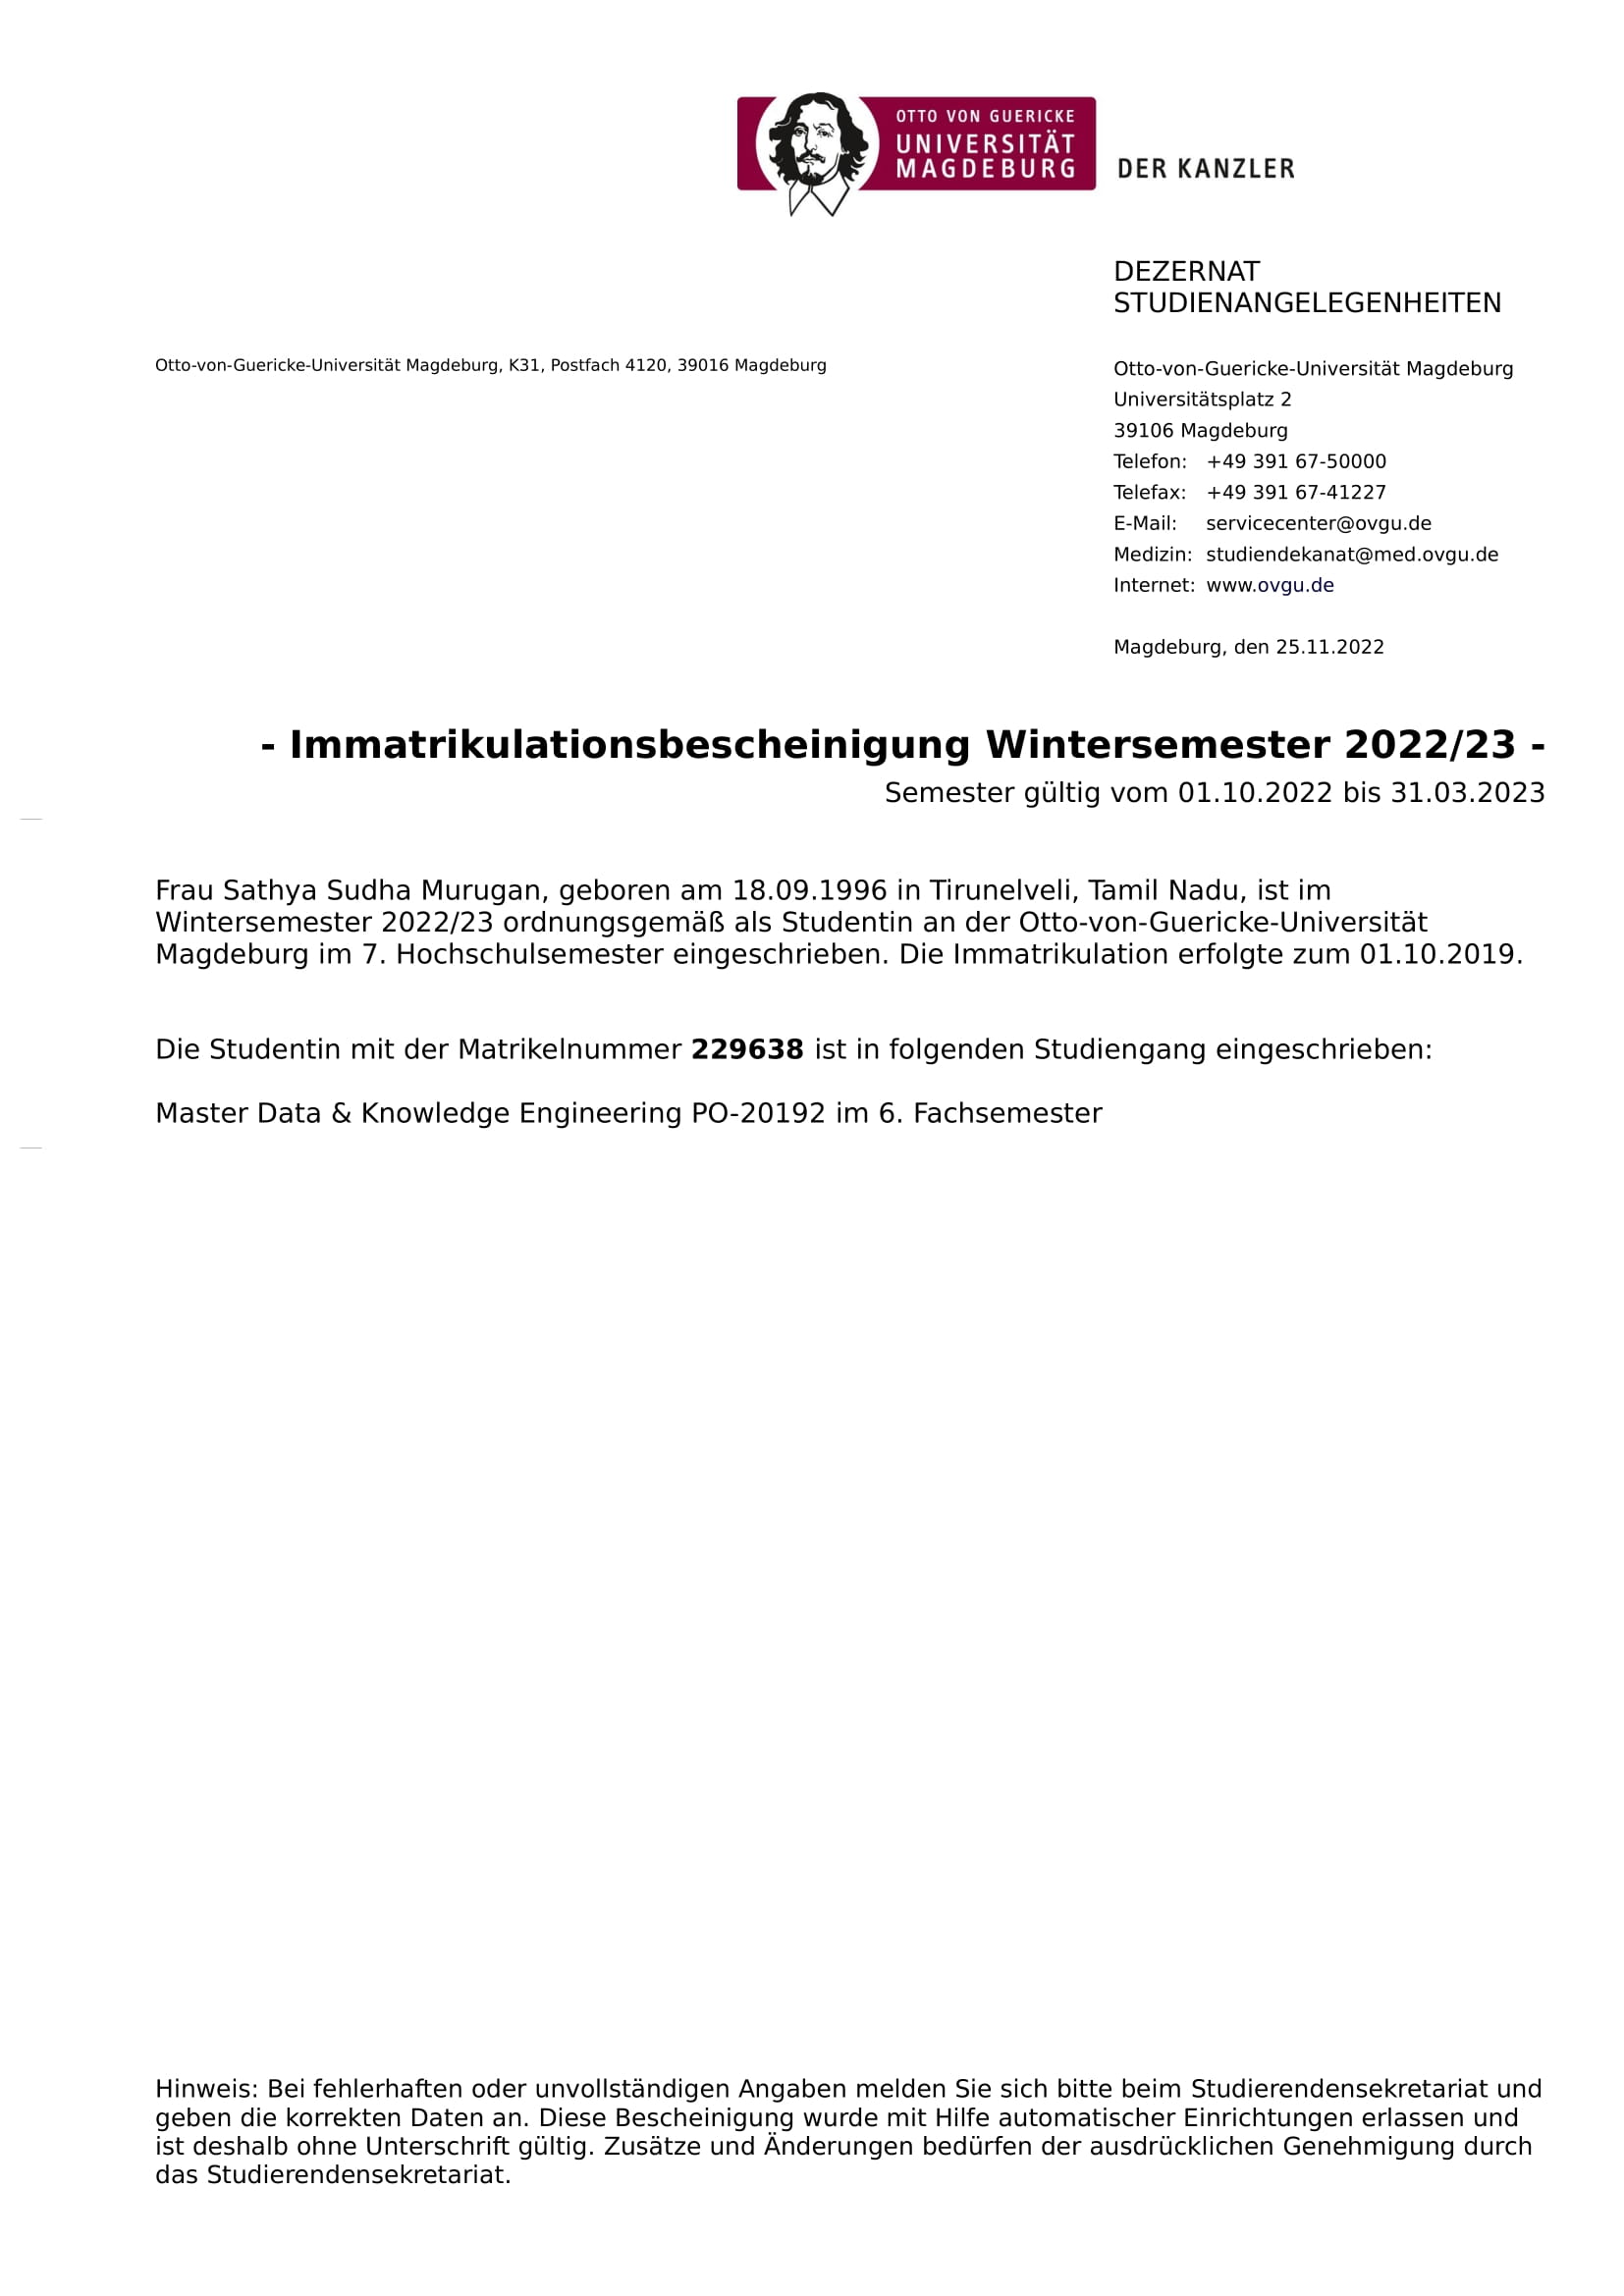 OTTO VON GUERICKE
UNIVERSITÄT
MAGDEBURG
DER KANZLER
DEZERNAT
STUDIENANGELEGENHEITEN
Otto-von-Guericke-Universität Magdeburg, K31, Postfach 4120, 39016 Magdeburg
Otto-von-Guericke-Universität Magdeburg
Universitätsplatz 2
39106 Magdeburg
Telefon: +49 391 67-50000
Telefax: +49 391 67-41227
E-Mail: servicecenter@ovgu.de
Medizin: studiendekanat@med.ovgu.de
Internet: www.ovgu.de
Magdeburg, den 25.11.2022
- Immatrikulationsbescheinigung Wintersemester 2022/23 -
Semester gültig vom 01.10.2022 bis 31.03.2023
Frau Sathya Sudha Murugan, geboren am 18.09.1996 in Tirunelveli, Tamil Nadu, ist im
Wintersemester 2022/23 ordnungsgemäß als Studentin an der Otto-von-Guericke-Universität
Magdeburg im 7. Hochschulsemester eingeschrieben. Die Immatrikulation erfolgte zum 01.10.2019.
Die Studentin mit der Matrikelnummer 229638 ist in folgenden Studiengang eingeschrieben:
Master Data & Knowledge Engineering PO-20192 im 6. Fachsemester
Hinweis: Bei fehlerhaften oder unvollständigen Angaben melden Sie sich bitte beim Studierendensekretariat und
geben die korrekten Daten an. Diese Bescheinigung wurde mit Hilfe automatischer Einrichtungen erlassen und
ist deshalb ohne Unterschrift gültig. Zusätze und Änderungen bedürfen der ausdrücklichen Genehmigung durch
das Studierendensekretariat.